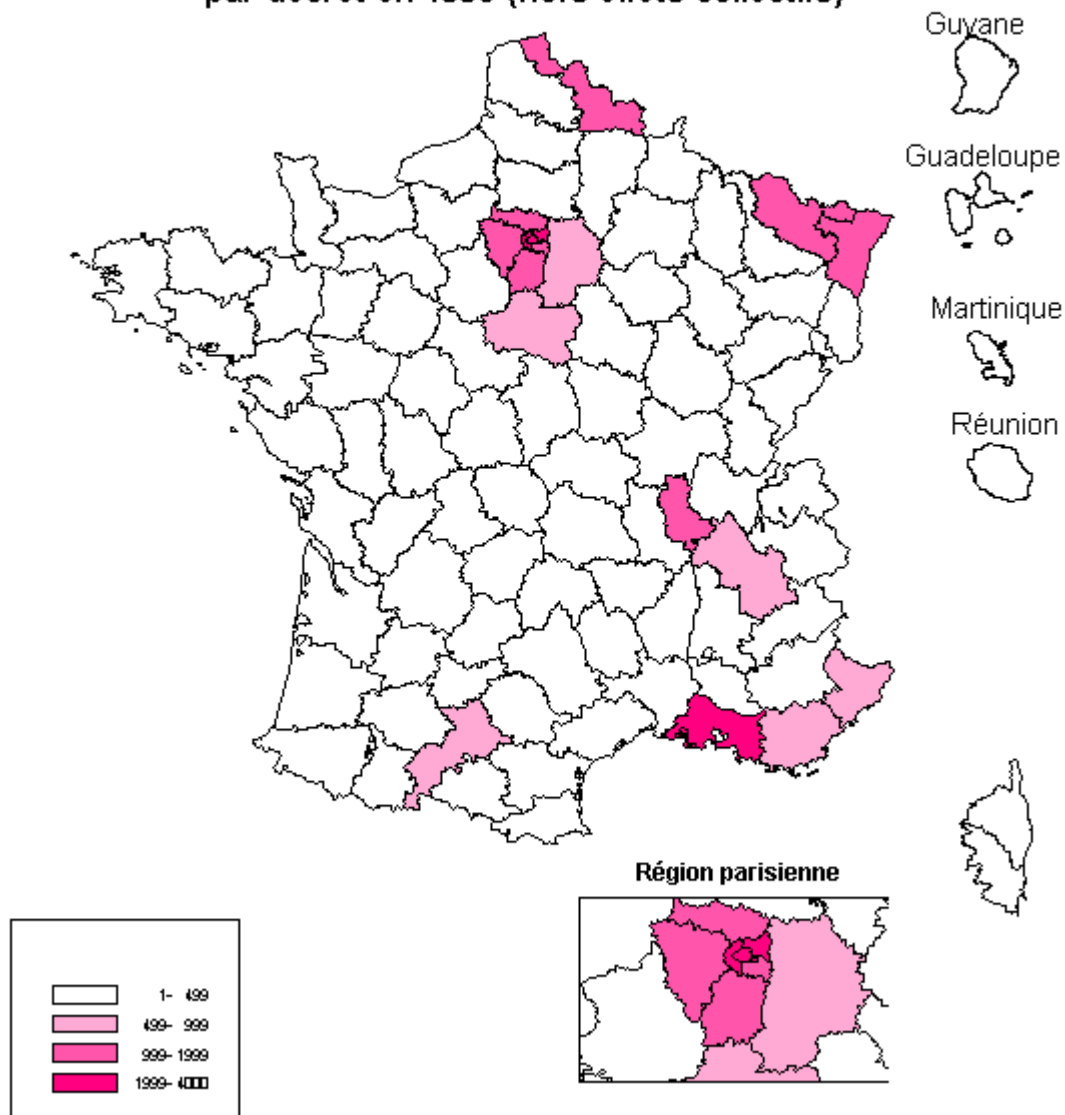 Guyane
Guadeloupe
Martinique
Réunion
Région parisienne
1- 499
499- 999
999- 1999
1999- 4000